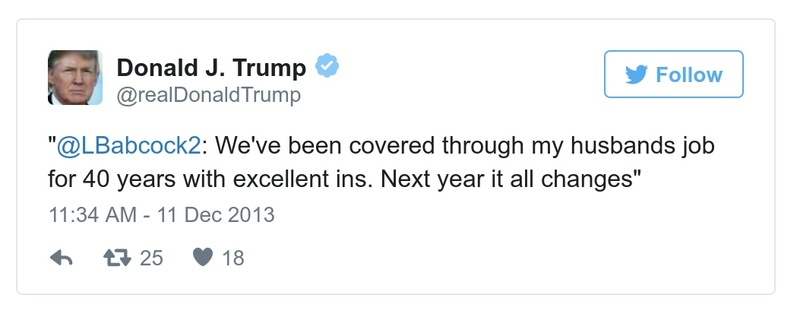 Donald J. Trump
@realDonaldTrump
Follow
"@LBabcock2: We've been covered through my husbands job
for 40 years with excellent ins. Next year it all changes"
11:34 AM - 11 Dec 2013
25 18